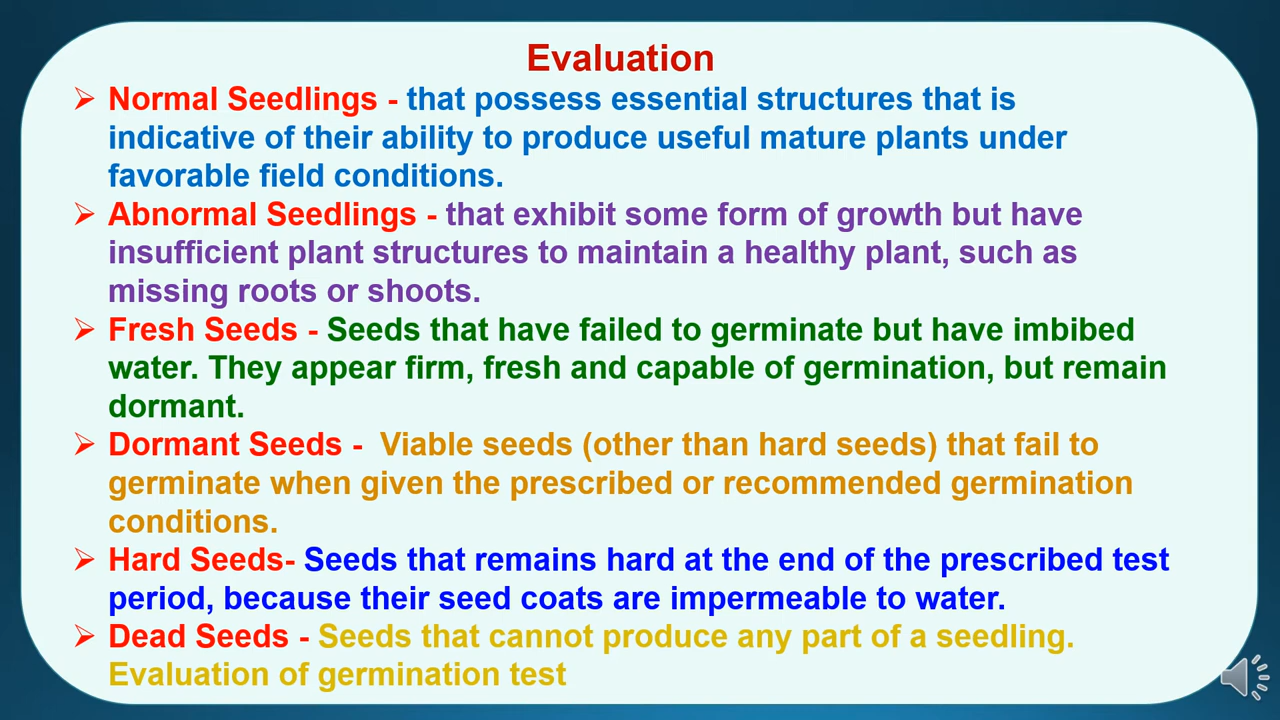 Evaluation
➢ Normal Seedlings - that possess essential structures that is
indicative of their ability to produce useful mature plants under
favorable field conditions.
➢ Abnormal Seedlings - that exhibit some form of growth but have
insufficient plant structures to maintain a healthy plant, such as
missing roots or shoots.
➢ Fresh Seeds - Seeds that have failed to germinate but have imbibed
water. They appear firm, fresh and capable of germination, but remain
dormant.
➢ Dormant Seeds - Viable seeds (other than hard seeds) that fail to
germinate when given the prescribed or recommended germination
conditions.
➢ Hard Seeds- Seeds that remains hard at the end of the prescribed test
period, because their seed coats are impermeable to water.
➢ Dead Seeds - Seeds that cannot produce any part of a seedling.
Evaluation of germination test